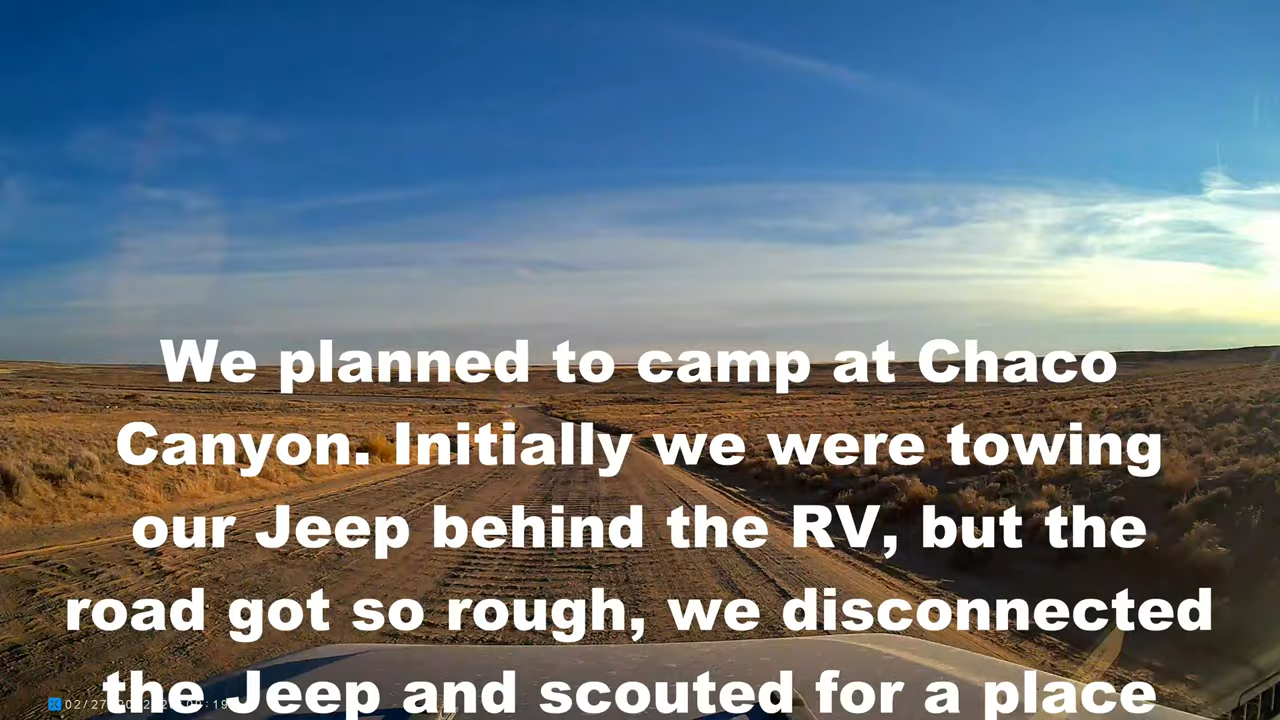 We planned to camp at Chaco
Canyon. Initially we were towing
our Jeep behind the RV, but the
road got so rough, we disconnected
the Jeep and scouted for a place